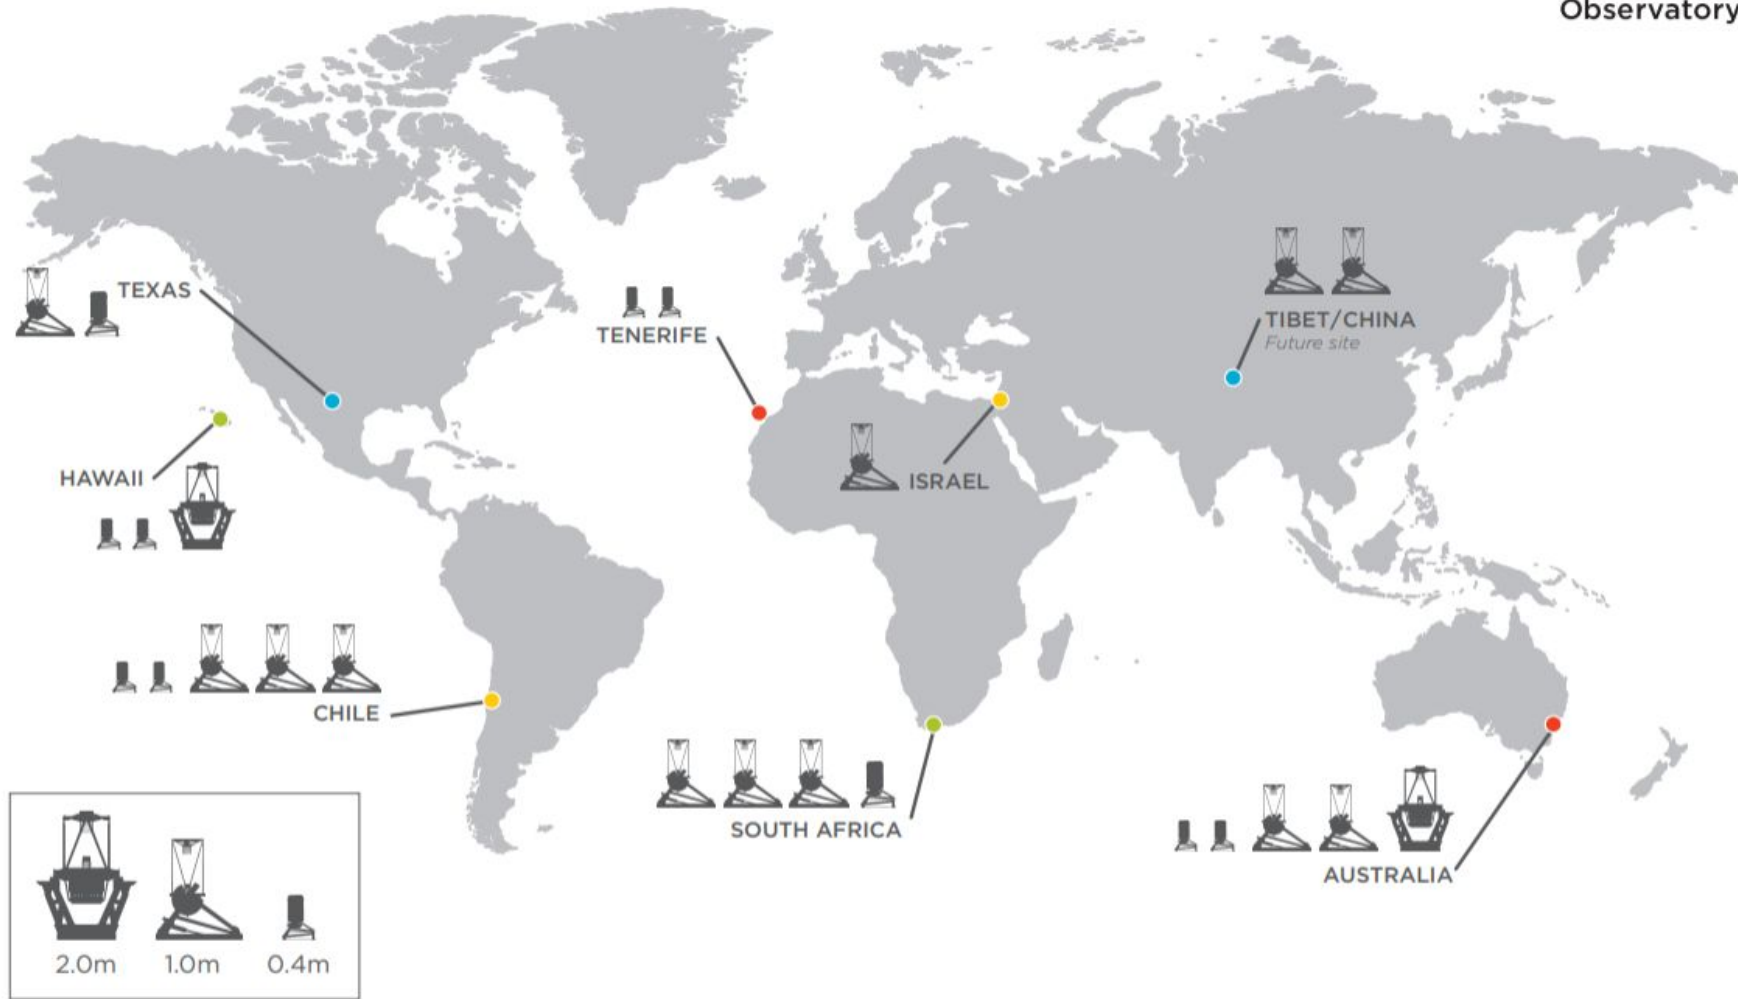 Observatory
TEXAS
TENERIFE
TIBET/CHINA
Future site
HAWAII
ISRAEL
CHILE
SOUTH AFRICA
AUSTRALIA
2.0m 1.0m 0.4m